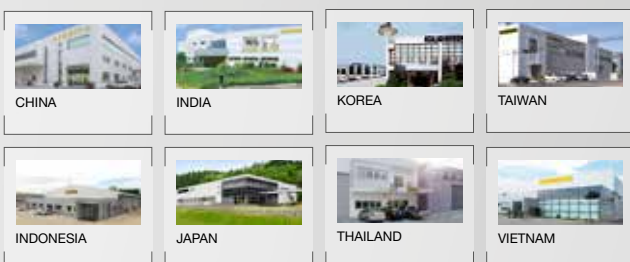 CHINA
INDIA
KOREA
TAIWAN
INDONESIA
JAPAN
THAILAND
VIETNAM